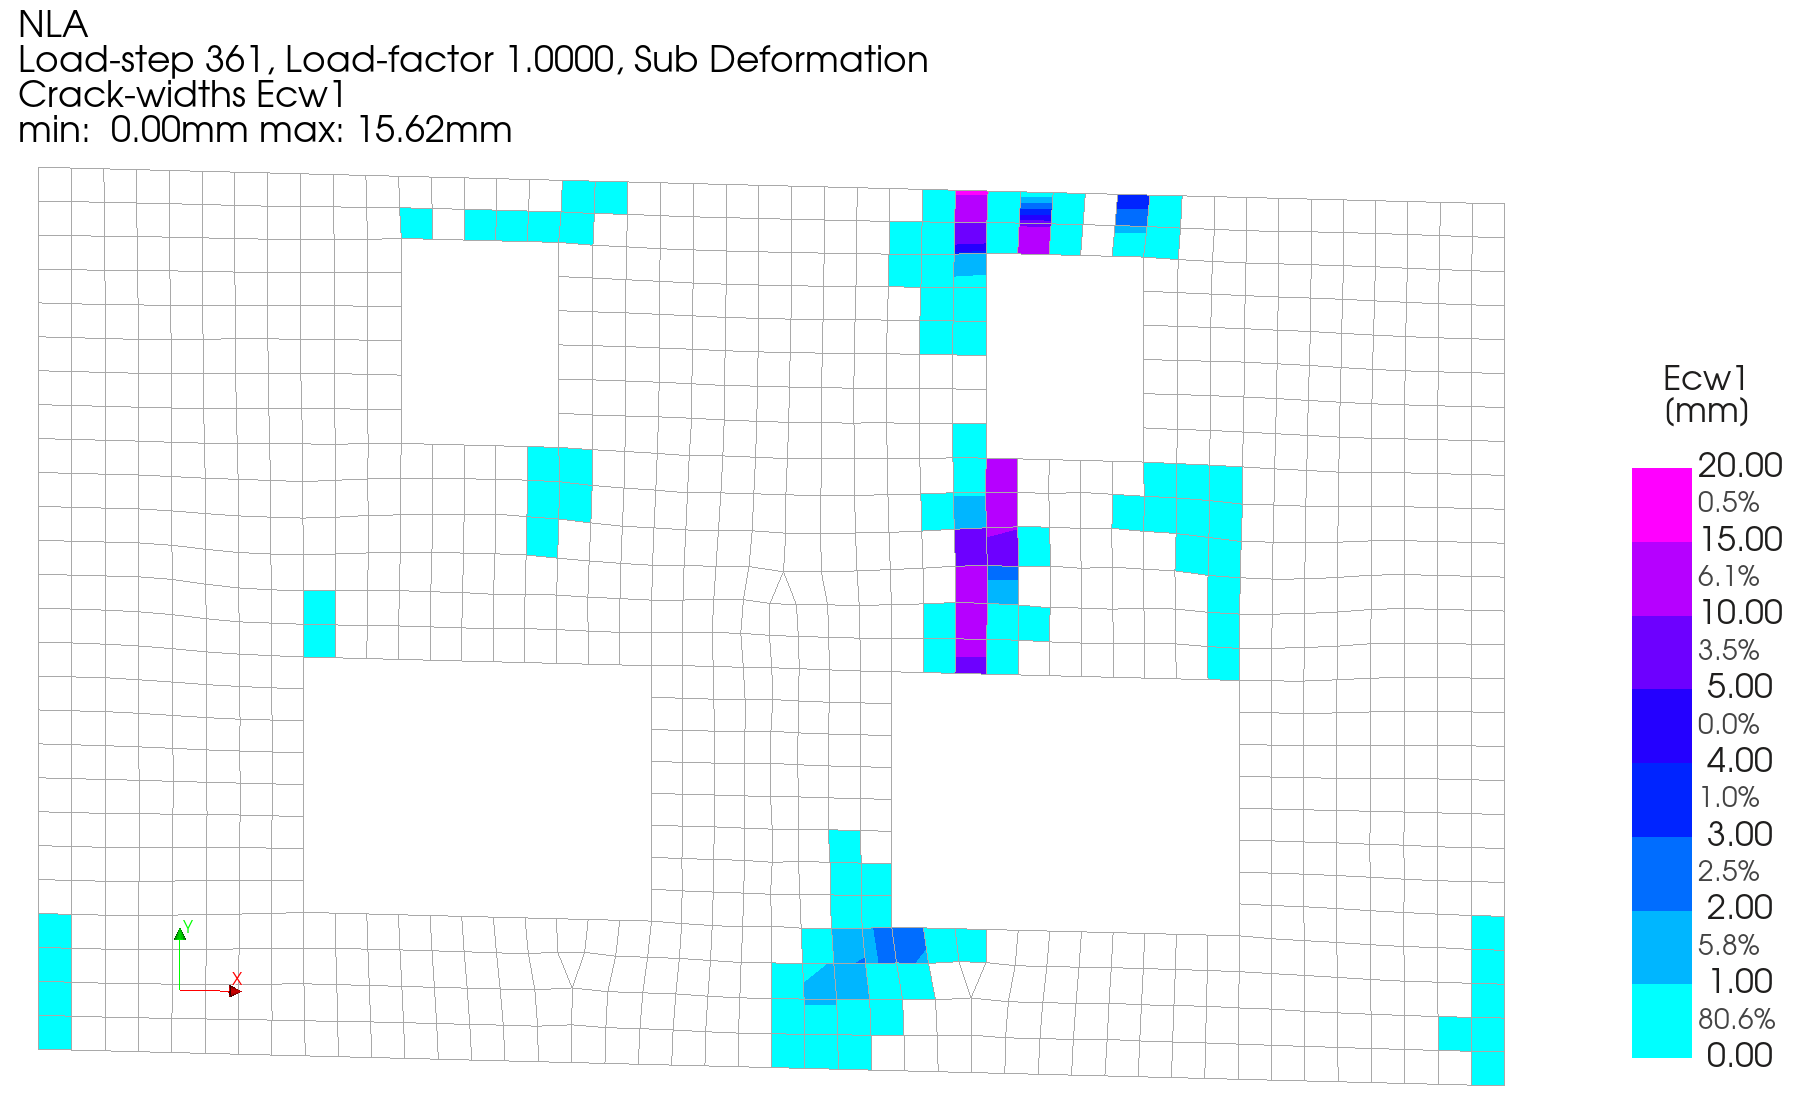 NLA
Load-step 361, Load-factor 1.0000, Sub Deformation
Crack-widths Ecw1
min: 0.00mm max: 15.62mm
Ecw1
(mm)
20.00
0.5%
15.00
6.1%
10.00
3.5%
5.00
0.0%
4.00
1.0%
3.00
2.5%
2.00
5.8%
1.00
80.6%
0.00
Y
X